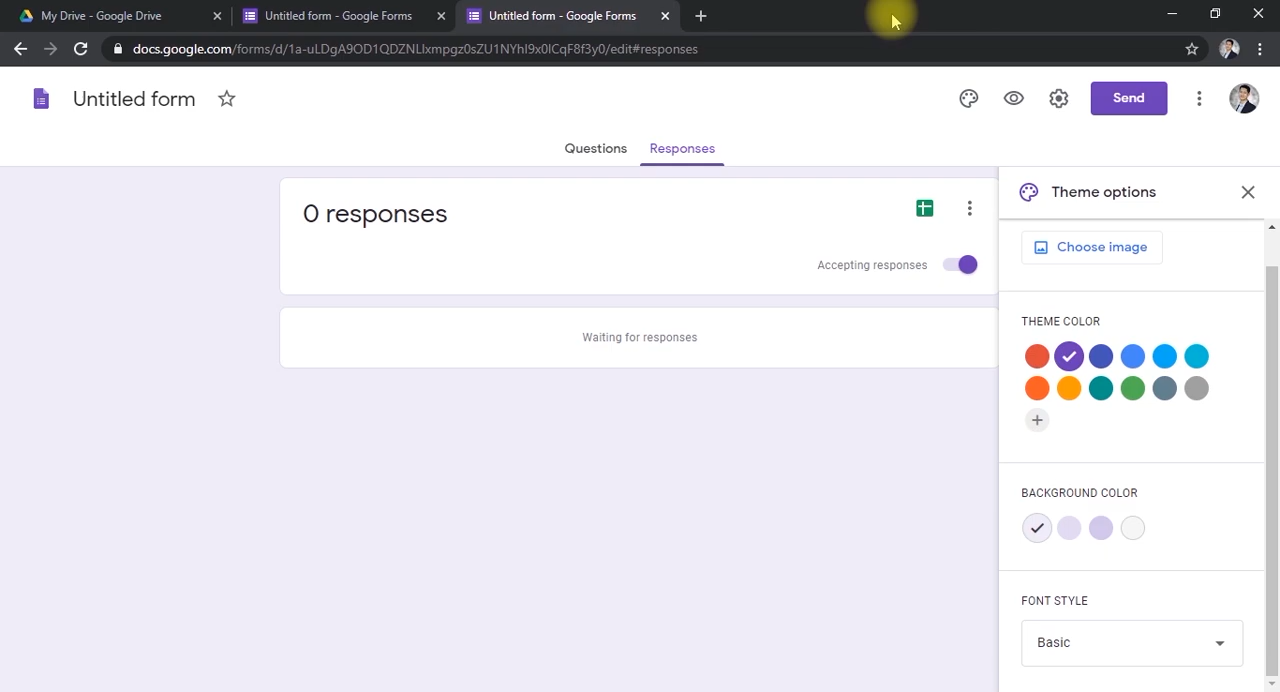 My Drive - Google Drive
Untitled form - Google Forms
Untitled form - Google Forms
docs.google.com/forms/d/1a-uLDgA9OD1QDZNLlxmpgz0sZU1NYhI9x0lCqF8f3y0/edit#responses
Untitled form
Send
Questions
Responses
Theme options
0 responses
Choose image
Accepting responses
THEME COLOR
Waiting for responses
BACKGROUND COLOR
FONT STYLE
Basic